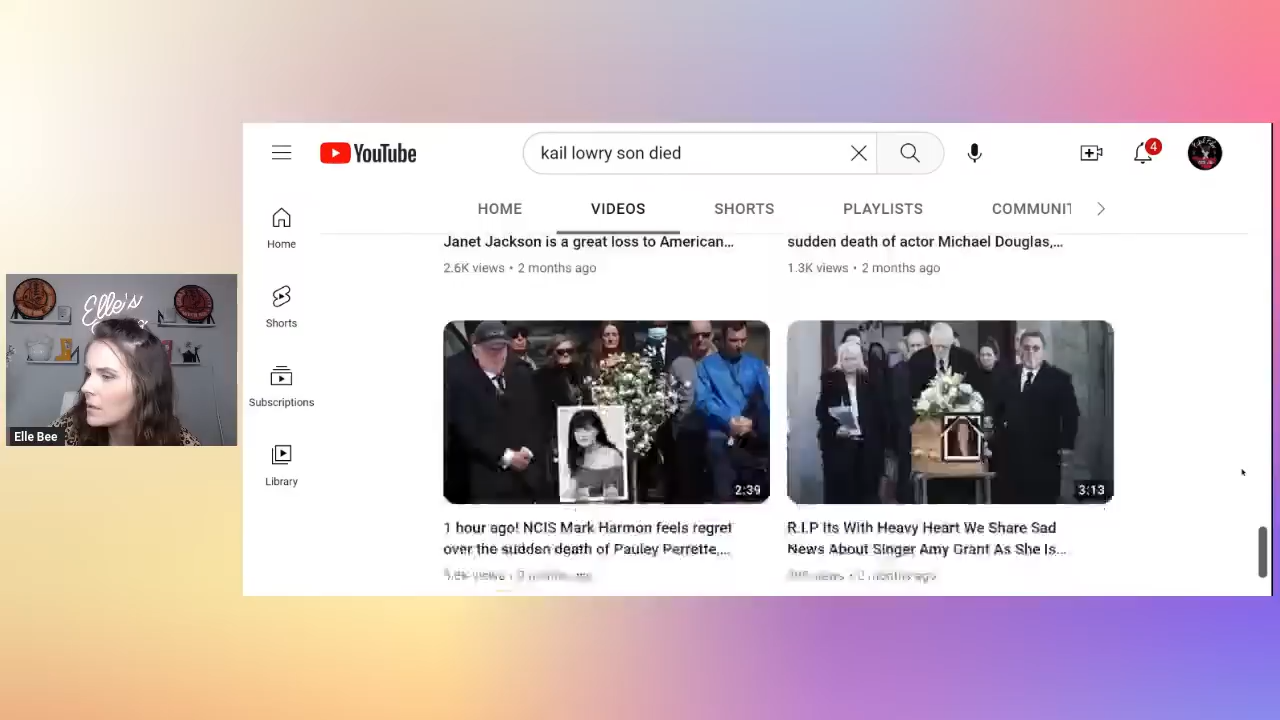 YouTube
kail lowry son died
4
HOME
VIDEOS
SHORTS
PLAYLISTS
COMMUNIT
Home
Shorts
Subscriptions
Library
Janet Jackson is a great loss to American...
2.6K views • 2 months ago
sudden death of actor Michael Douglas,...
1.3K views • 2 months ago
2:39
3:13
1 hour ago! NCIS Mark Harmon feels regret
over the sudden death of Pauley Perrette,...
R.I.P Its With Heavy Heart We Share Sad
News About Singer Amy Grant As She Is...
views • 2 months ago
Elle's
Elle Bee